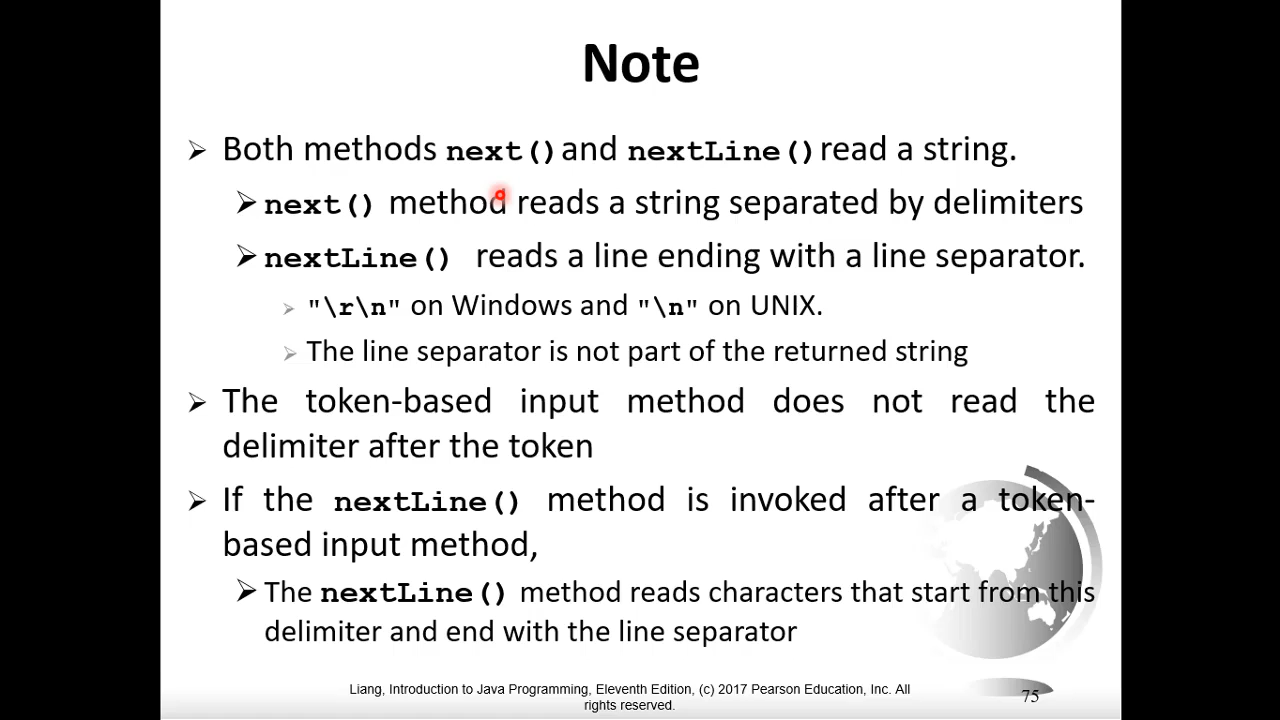 Note
Both methods next() and nextLine() read a string.
next() method reads a string separated by delimiters
nextLine() reads a line ending with a line separator.
"\r\n" on Windows and "\n" on UNIX.
The line separator is not part of the returned string
The token-based input method does not read the
delimiter after the token
If the nextLine() method is invoked after a token-
based input method,
The nextLine() method reads characters that start from this
delimiter and end with the line separator
Liang, Introduction to Java Programming, Eleventh Edition, (c) 2017 Pearson Education, Inc. All
rights reserved.
75